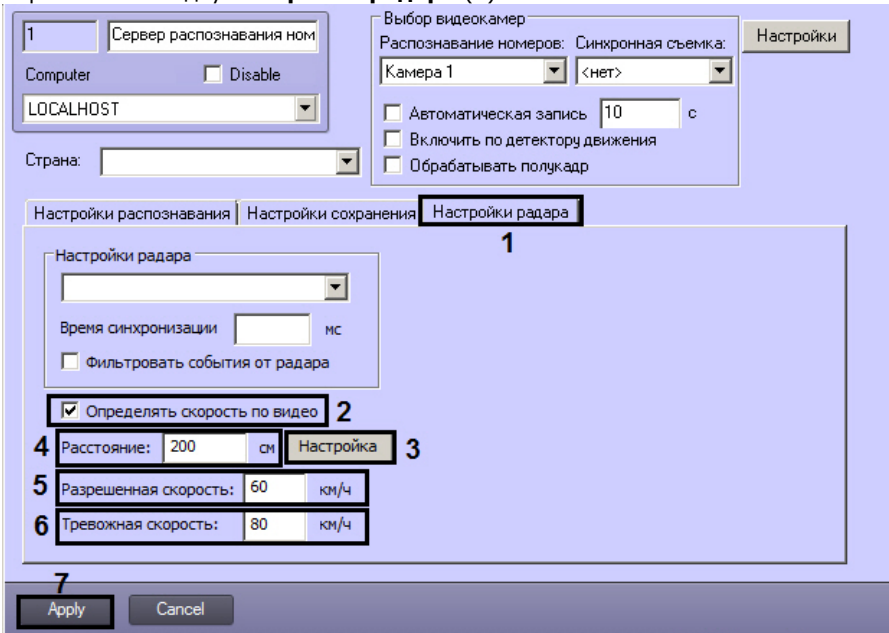 1
Сервер распознавания ном
Computer
Disable
LOCALHOST
Страна:
Выбор видеокамер
Распознавание номеров:
Синхронная съемка:
Камера 1
<нет>
Автоматическая запись 10 с
Включить по детектору движения
Обрабатывать полукадр
Настройки
Настройки распознавания
Настройки сохранения
Настройки радара
1
Настройки радара
Время синхронизации мс
Фильтровать события от радара
Определять скорость по видео 2
4 Расстояние: 200 см
Настройка 3
5 Разрешенная скорость: 60 км/ч
6 Тревожная скорость: 80 км/ч
7
Apply
Cancel